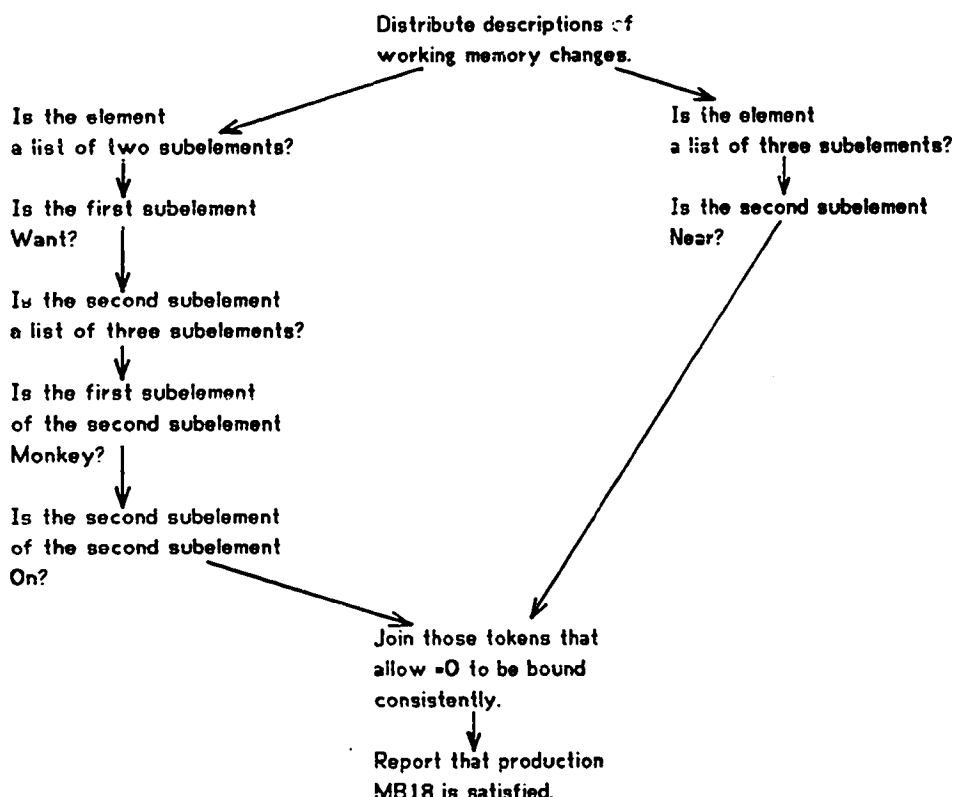 Distribute descriptions of
working memory changes.
Is the element
a list of two subelements?
Is the first subelement
Want?
Is the second subelement
a list of three subelements?
Is the first subelement
of the second subelement
Monkey?
Is the second subelement
of the second subelement
On?
Is the element
a list of three subelements?
Is the second subelement
Near?
Join those tokens that
allow =O to be bound
consistently.
Report that production
MB18 is satisfied.